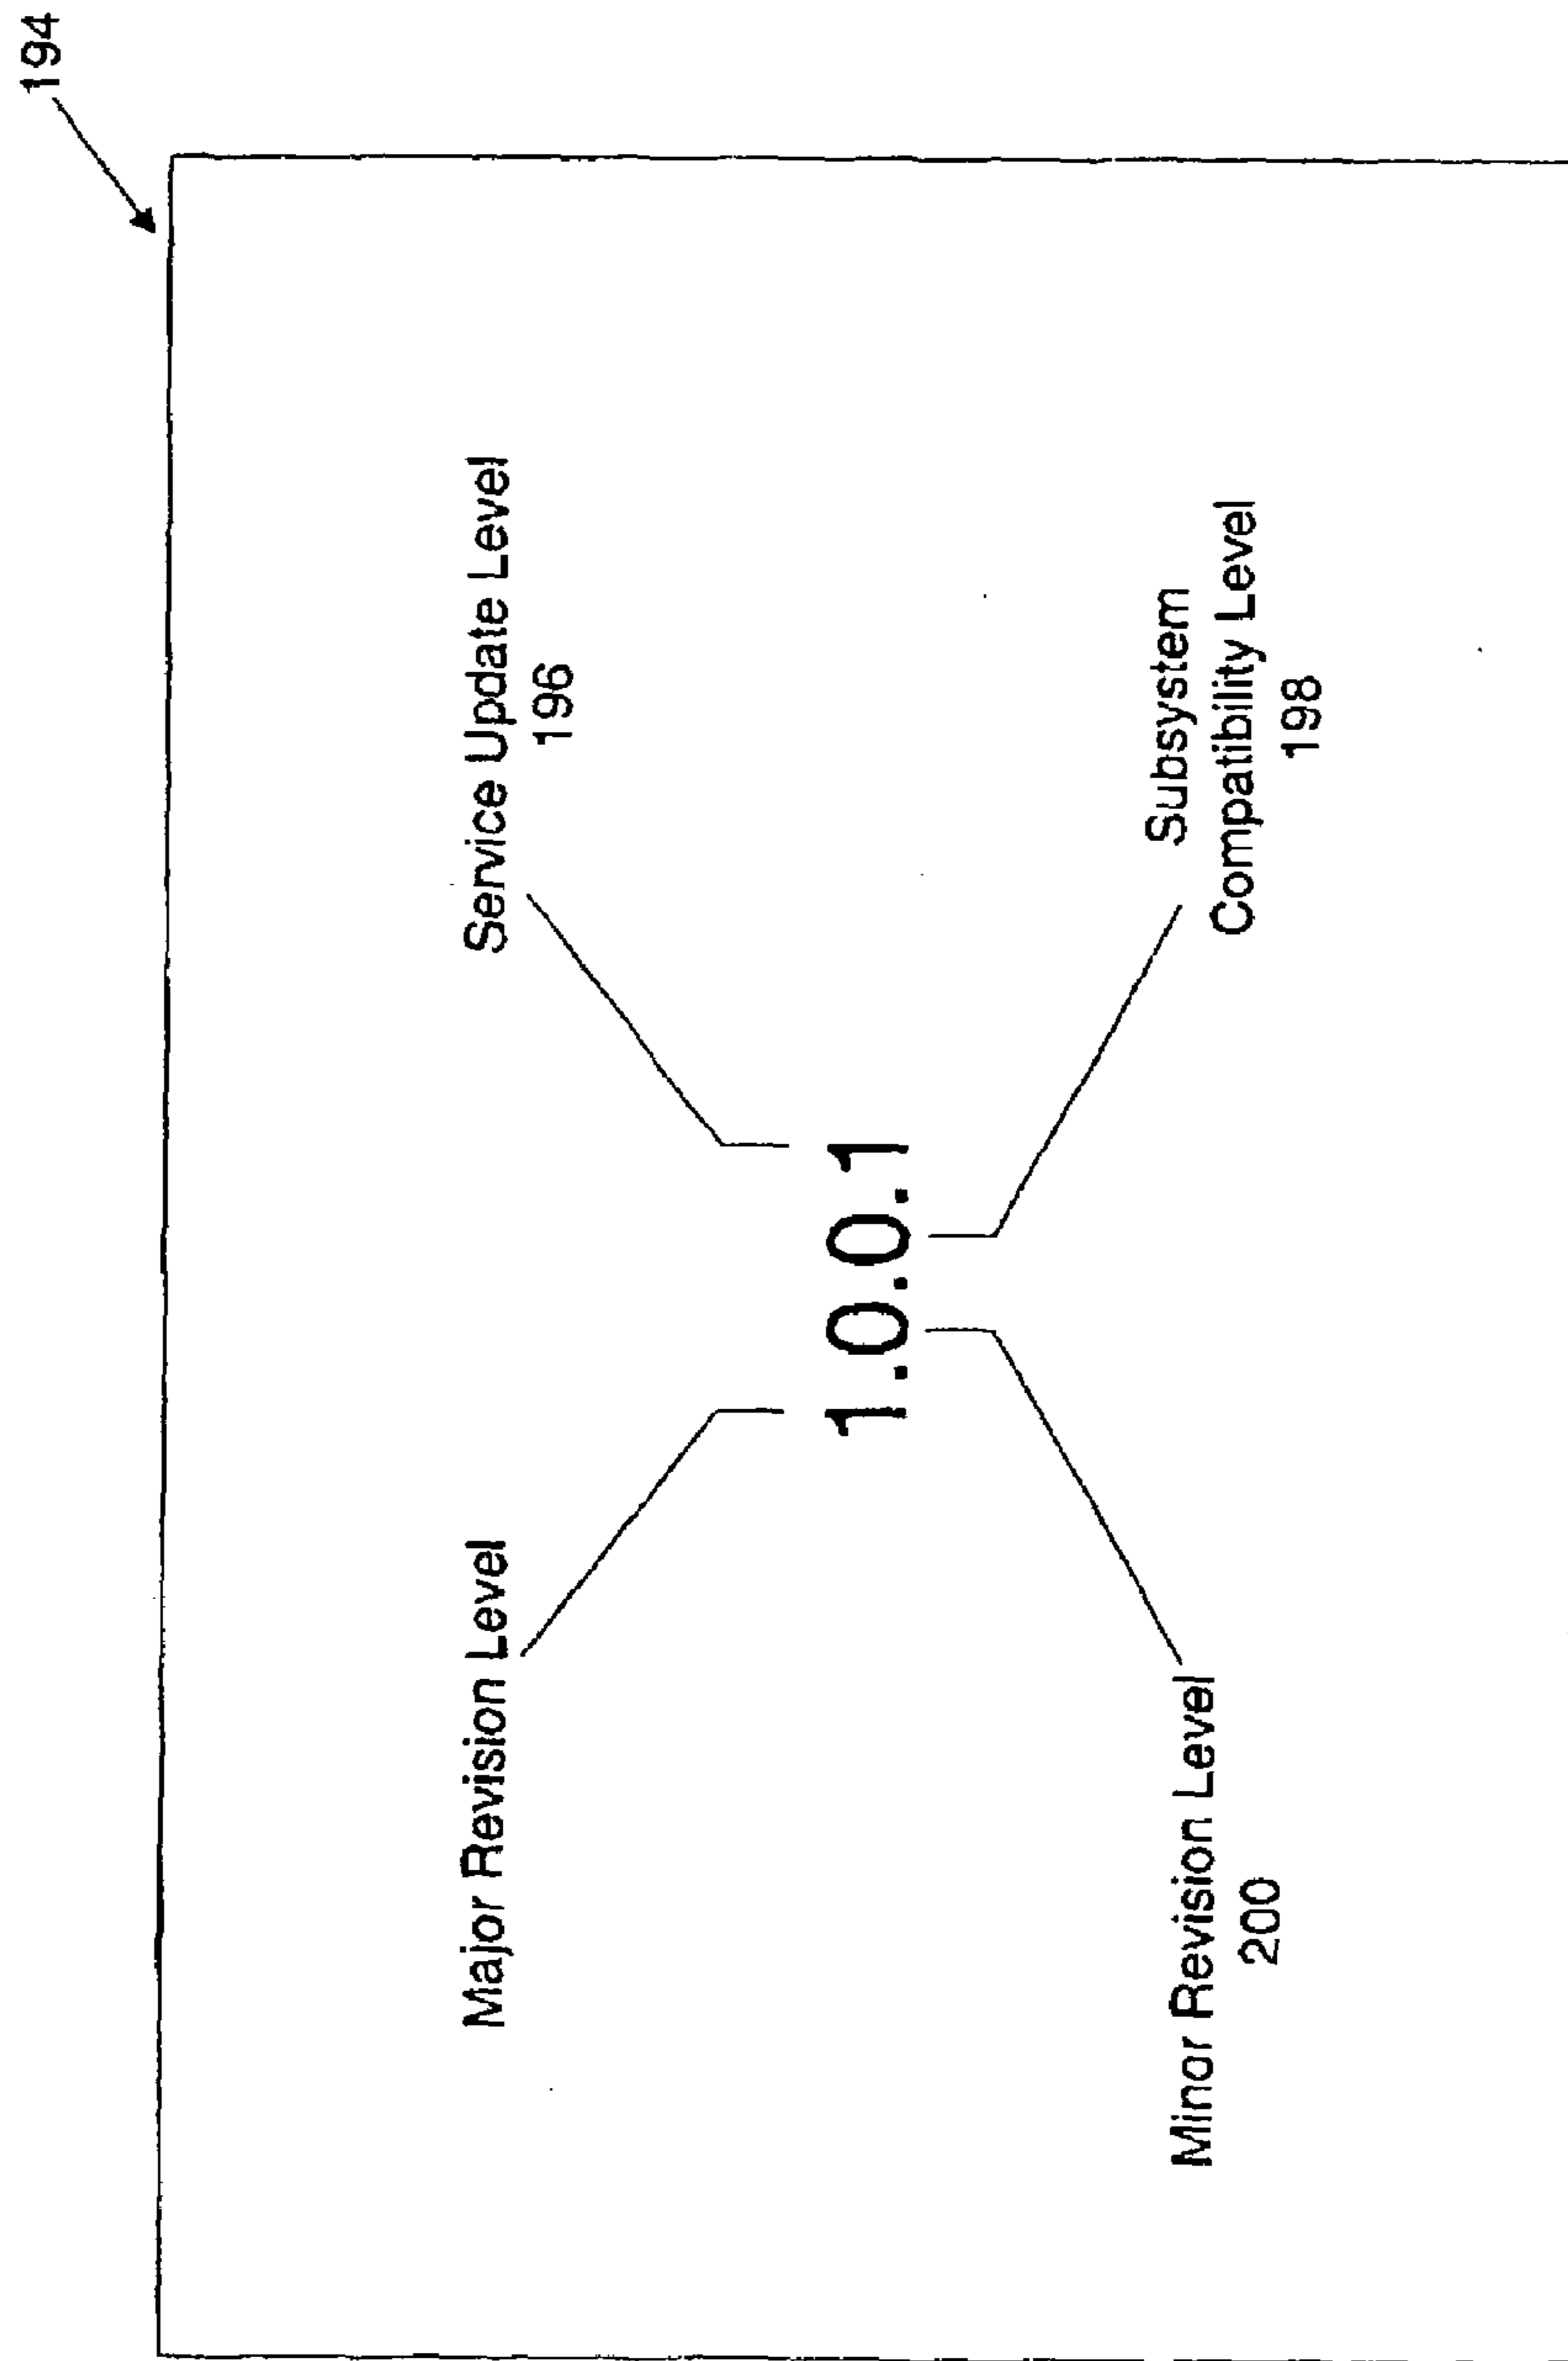 194
Major Revision Level
Service Update Level
196
1.0.0.1
Minor Revision Level
200
Subsystem
Compatibility Level
198